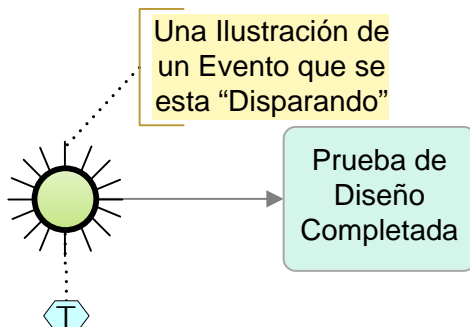 Una Ilustración de
un Evento que se
esta “Disparando”
Prueba de
Diseño
Completada
T